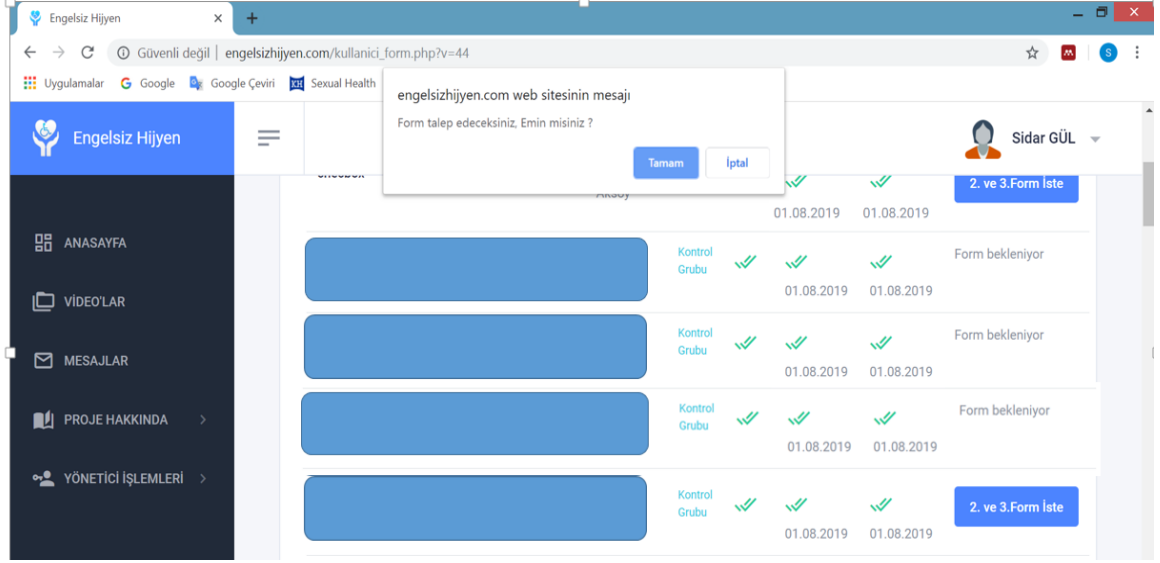 Engelsiz Hijyen
Güvenli değil | engelsizhijyen.com/kullanici_form.php?v=44
S
Uygulamalar Google Google Çeviri Sexual Health
engelsizhijyen.com web sitesinin mesajı
Form talep edeceksiniz, Emin misiniz ?
Tamam İptal
Engelsiz Hijyen
Sidar GÜL
Aksoy
2. ve 3.Form İste
01.08.2019 01.08.2019
ANASAYFA
Kontrol Grubu
Form bekleniyor
01.08.2019 01.08.2019
VİDEO'LAR
Kontrol Grubu
Form bekleniyor
01.08.2019 01.08.2019
MESAJLAR
Kontrol Grubu
Form bekleniyor
01.08.2019 01.08.2019
PROJE HAKKINDA
YÖNETİCİ İŞLEMLERİ
Kontrol Grubu
2. ve 3.Form İste
01.08.2019 01.08.2019